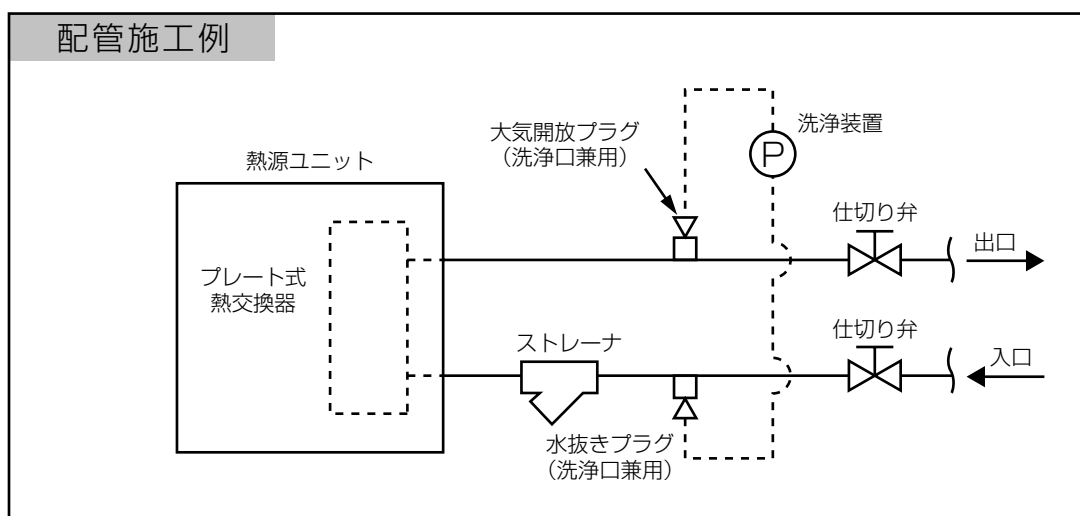 配管施工例
大気開放プラグ
（洗浄口兼用）
洗浄装置
P
熱源ユニット
仕切り弁
出口
プレート式
熱交換器
ストレーナ
仕切り弁
入口
水抜きプラグ
（洗浄口兼用）